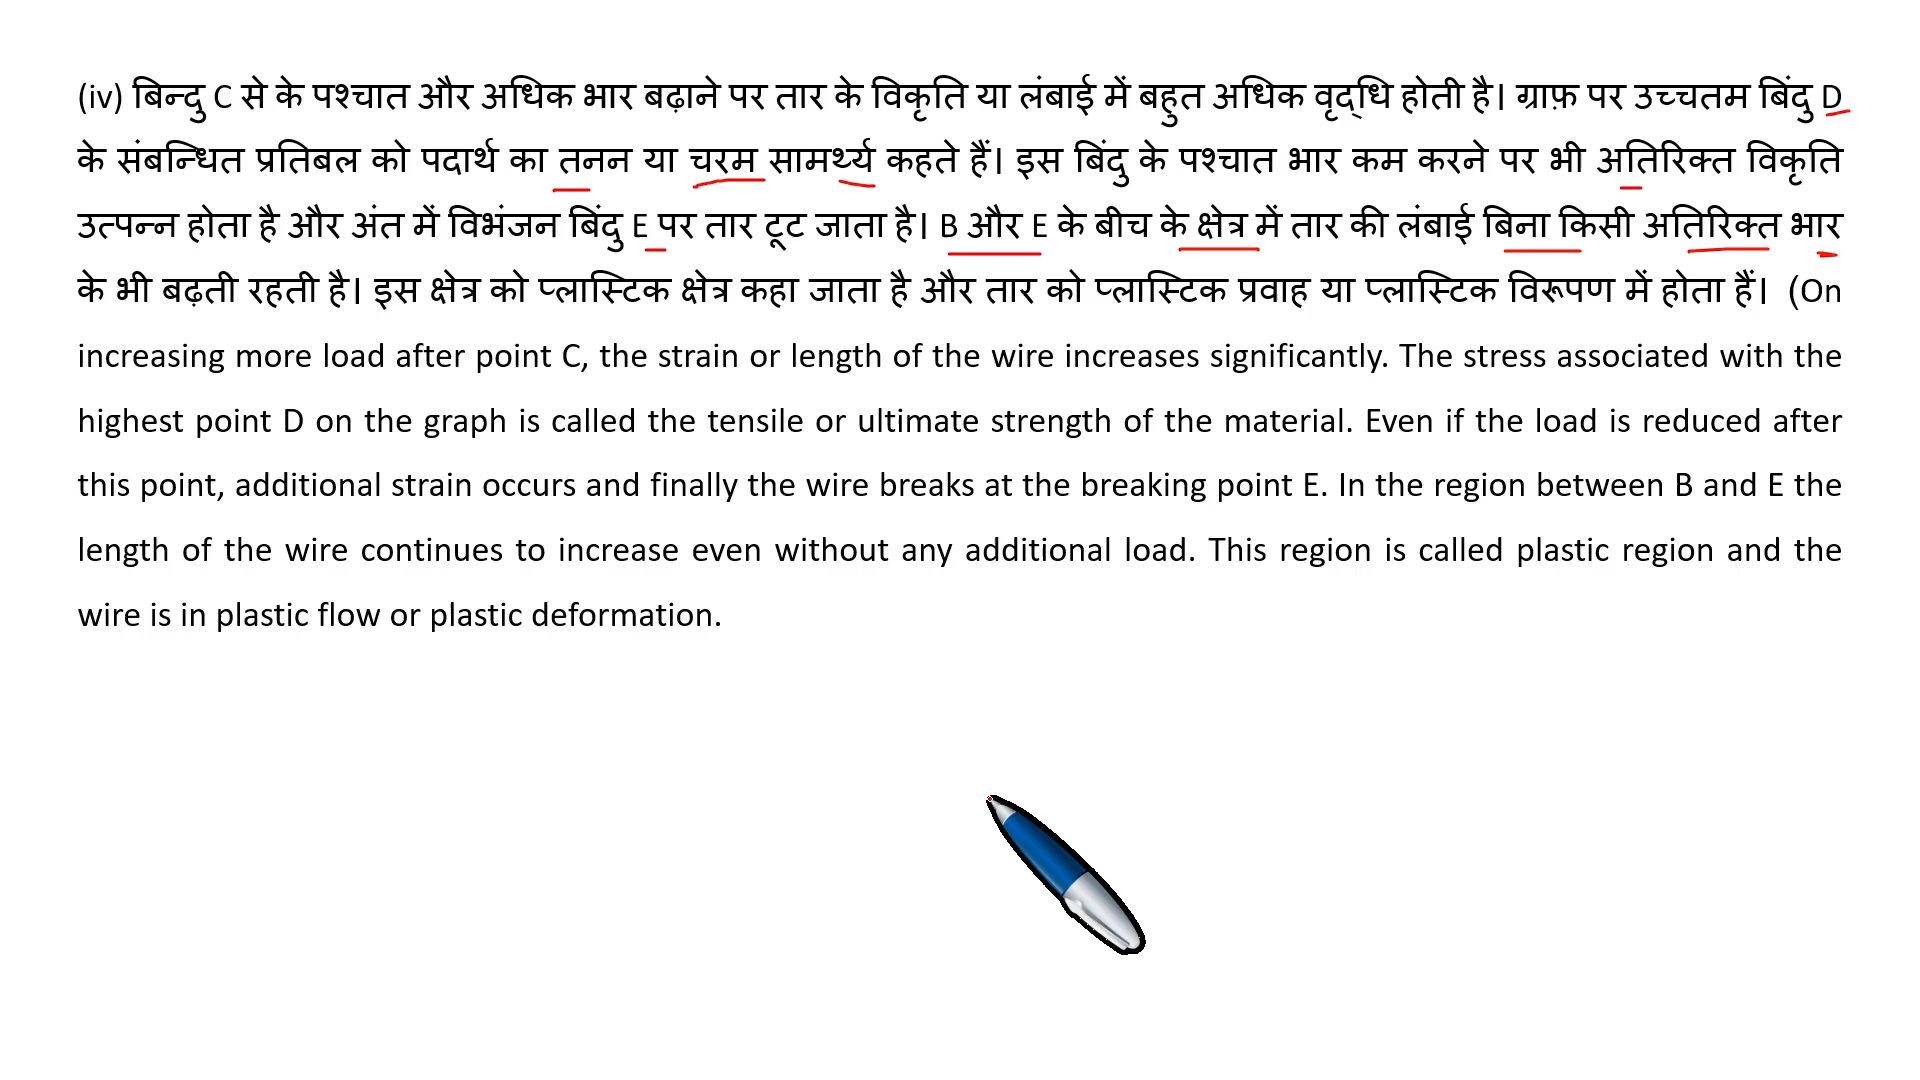 (iv) बिन्दु C से के पश्चात और अधिक भार बढ़ाने पर तार के विकृति या लंबाई में बहुत अधिक वृद्धि होती है। ग्राफ़ पर उच्चतम बिंदु D
के संबन्धित प्रतिबल को पदार्थ का तनन या चरम सामर्थ्य कहते हैं। इस बिंदु के पश्चात भार कम करने पर भी अतिरिक्त विकृति
उत्पन्न होता है और अंत में विभंजन बिंदु E पर तार टूट जाता है। B और E के बीच के क्षेत्र में तार की लंबाई बिना किसी अतिरिक्त भार
के भी बढ़ती रहती है। इस क्षेत्र को प्लास्टिक क्षेत्र कहा जाता है और तार को प्लास्टिक प्रवाह या प्लास्टिक विरूपण में होता हैं। (On
increasing more load after point C, the strain or length of the wire increases significantly. The stress associated with the
highest point D on the graph is called the tensile or ultimate strength of the material. Even if the load is reduced after
this point, additional strain occurs and finally the wire breaks at the breaking point E. In the region between B and E the
length of the wire continues to increase even without any additional load. This region is called plastic region and the
wire is in plastic flow or plastic deformation.